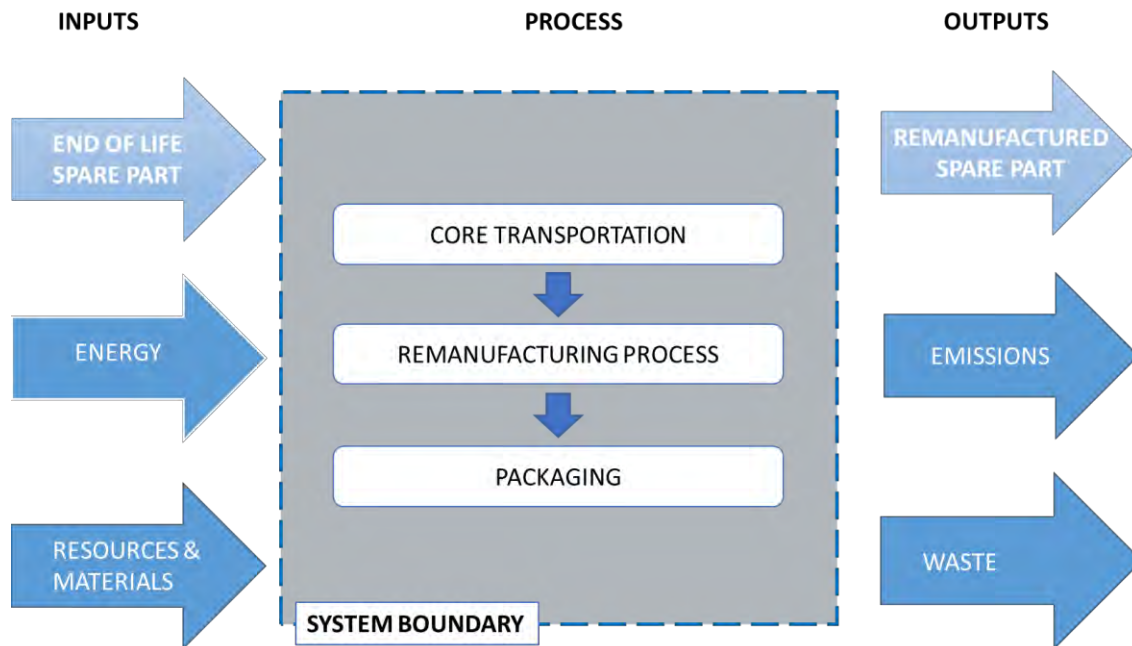 INPUTS
PROCESS
OUTPUTS
END OF LIFE
SPARE PART
REMANUFACTURED
SPARE PART
CORE TRANSPORTATION
ENERGY
REMANUFACTURING PROCESS
EMISSIONS
PACKAGING
RESOURCES &
MATERIALS
WASTE
SYSTEM BOUNDARY